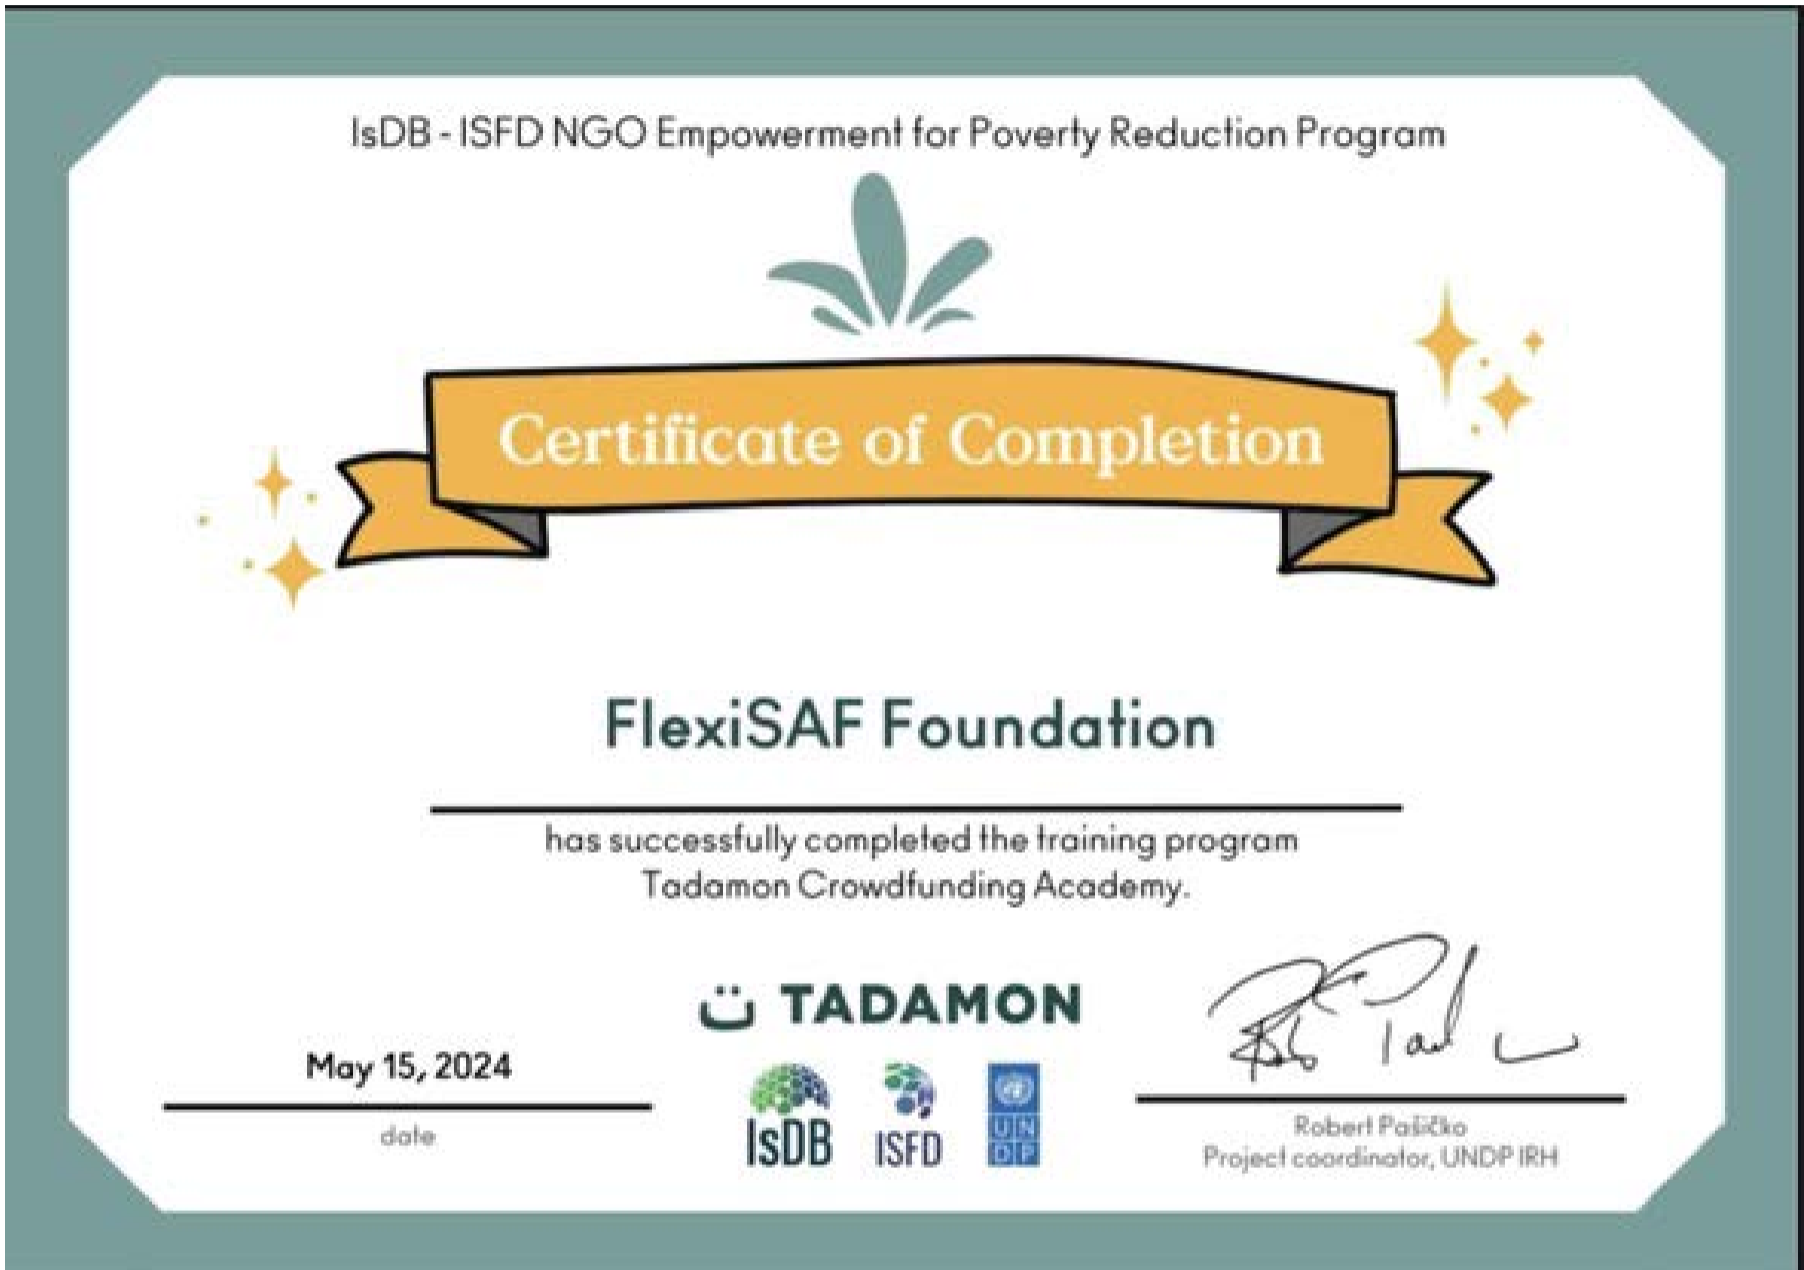 IsDB - ISFD NGO Empowerment for Poverty Reduction Program
Certificate of Completion
FlexiSAF Foundation
has successfully completed the training program
Tadamon Crowdfunding Academy.
TADAMON
May 15, 2024
date
IsDB
ISFD
UN
DP
Robert Pašičko
Project coordinator, UNDP IRH